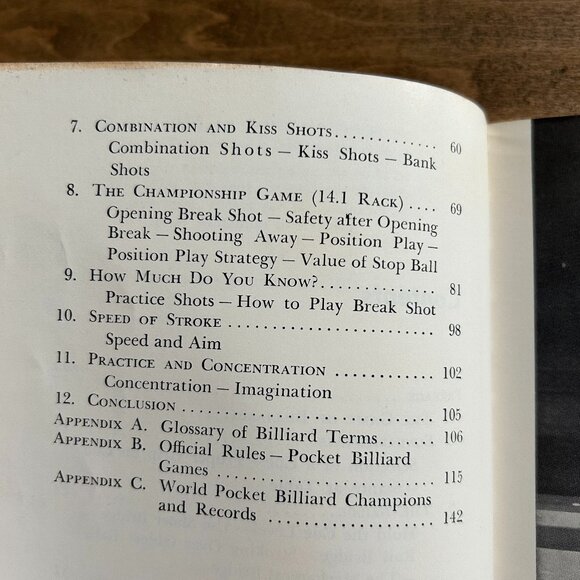 7. Combination and Kiss Shots............. 60
Combination Shots — Kiss Shots — Bank
Shots
8. The Championship Game (14.1 Rack) .... 69
Opening Break Shot — Safety after Opening
Break — Shooting Away — Position Play —
Position Play Strategy — Value of Stop Ball
9. How Much Do You Know?.............. 81
Practice Shots — How to Play Break Shot
10. Speed of Stroke ......................... 98
Speed and Aim
11. Practice and Concentration ............ 102
Concentration — Imagination
12. Conclusion .............................. 105
Appendix A. Glossary of Billiard Terms....... 106
Appendix B. Official Rules — Pocket Billiard
Games ......................... 115
Appendix C. World Pocket Billiard Champions
and Records ................... 142